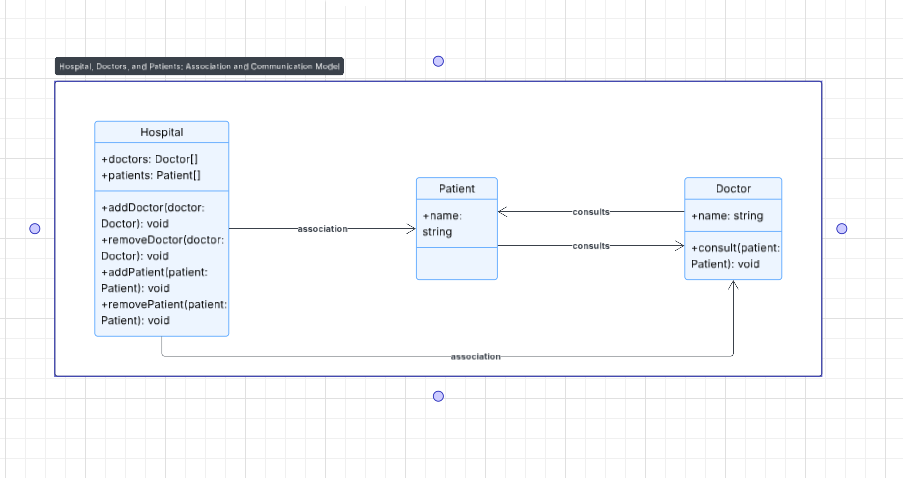 Hospital, Doctors, and Patients: Association and Communication Model
Hospital
+doctors: Doctor[]
+patients: Patient[]
+addDoctor(doctor:
Doctor): void
+removeDoctor(doctor:
Doctor): void
+addPatient(patient:
Patient): void
+removePatient(patient:
Patient): void
association
Patient
+name:
string
consults
consults
Doctor
+name: string
+consult(patient:
Patient): void
association